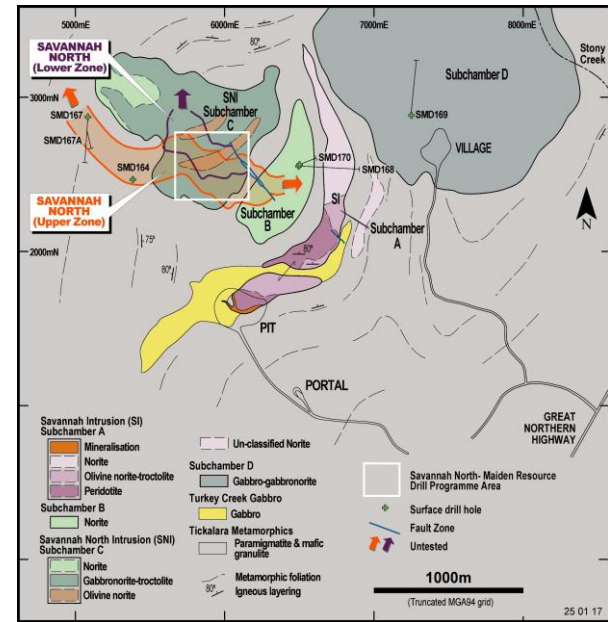 5000mE
6000mE
7000mE
8000mE
80°
SAVANNAH
NORTH
(Lower Zone)
Stony
Creek
Subchamber D
3000mN
SNI
Subchamber
C
SMD167
SMD169
SMD167A
VILLAGE
SMD164
SMD170
SMD168
SAVANNAH
NORTH
(Upper Zone)
SI
Subchamber
B
Subchamber
A
N
2000mN
75°
80°
80°
PIT
PORTAL
GREAT
NORTHERN
HIGHWAY
Savannah Intrusion (SI)
Subchamber A
Mineralisation
Norite
Olivine norite-troctolite
Peridotite
Subchamber B
Norite
Savannah North Intrusion (SNI)
Subchamber C
Norite
Gabbronorite-troctolite
Olivine norite
Un-classified Norite
Subchamber D
Gabbro-gabbronorite
Turkey Creek Gabbro
Gabbro
Tickalara Metamorphics
Paramigmatite & mafic
granulite
Metamorphic foliation
80° Igneous layering
Savannah North- Maiden Resource
Drill Programme Area
Surface drill hole
Fault Zone
Untested
1000m
(Truncated MGA94 grid)
25 01 17